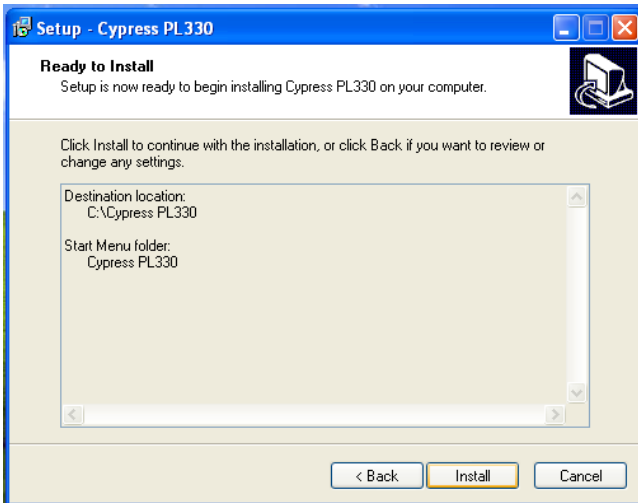 Setup - Cypress PL330
Ready to Install
Setup is now ready to begin installing Cypress PL330 on your computer.
Click Install to continue with the installation, or click Back if you want to review or
change any settings.
Destination location:
C:\Cypress PL330
Start Menu folder:
Cypress PL330
< Back
Install
Cancel